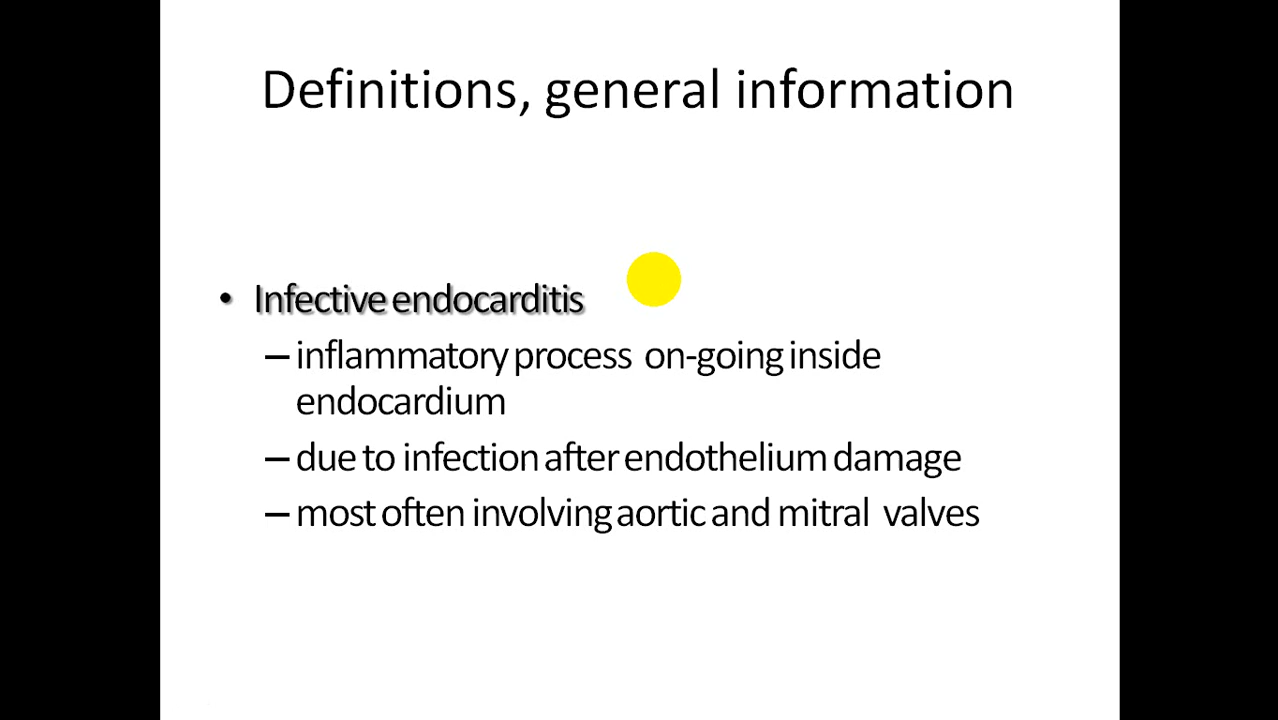 Definitions, general information
• Infective endocarditis
– inflammatory process on-going inside
endocardium
– due to infection after endothelium damage
– most often involving aortic and mitral valves